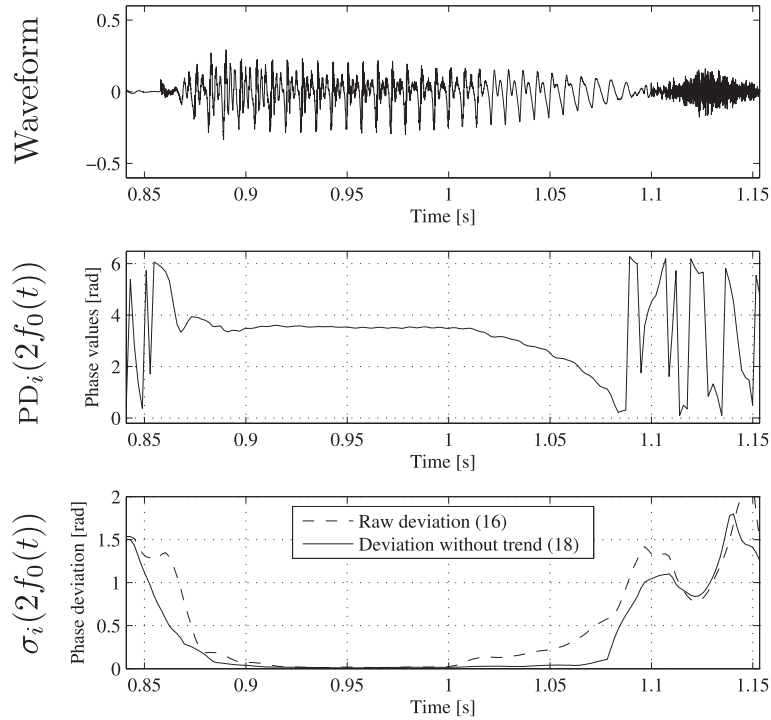 Waveform
0.5
0
−0.5
0.85 0.9 0.95 1 1.05 1.1 1.15
Time [s]
PD_i(2f_0(t))
Phase values [rad]
6
4
2
0
0.85 0.9 0.95 1 1.05 1.1 1.15
Time [s]
σ_i(2f_0(t))
Phase deviation [rad]
2
1.5
1
0.5
0
Raw deviation (16)
Deviation without trend (18)
0.85 0.9 0.95 1 1.05 1.1 1.15
Time [s]